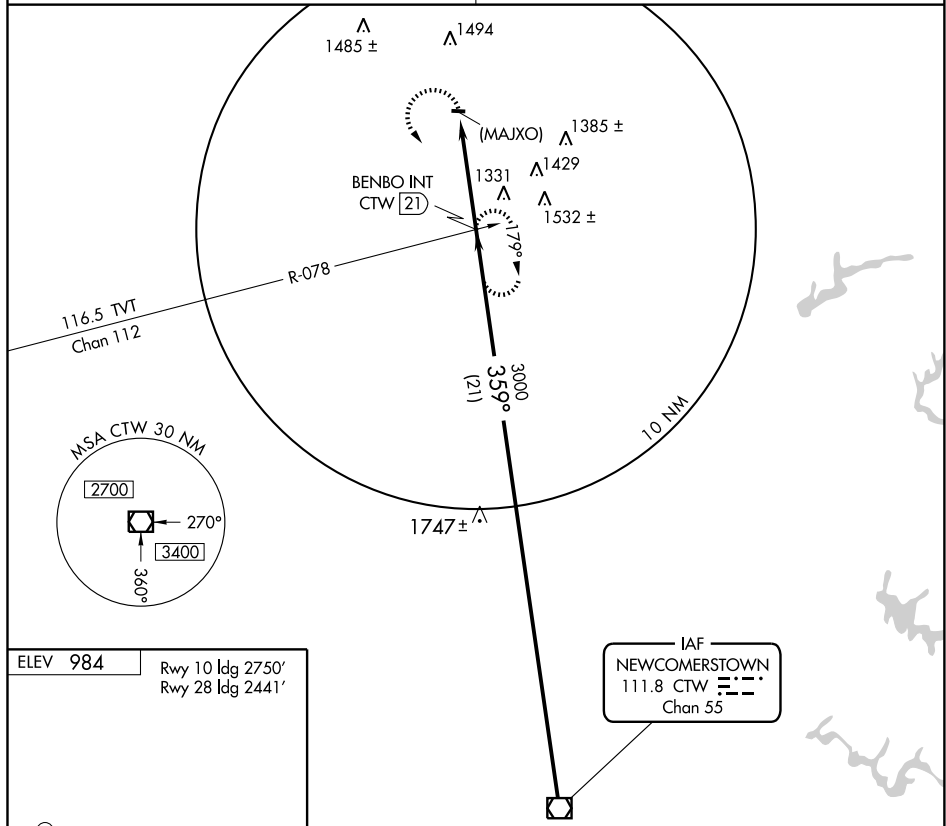 1485 ±
1494
(MAJXO)
1385 ±
1429
1331
1532 ±
BENBO INT
CTW 21
179°
R-078
116.5 TVT
Chan 112
3000
359°
(21)
10 NM
MSA CTW 30 NM
2700
270°
3400
360°
1747 ±
IAF
NEWCOMERSTOWN
111.8 CTW
Chan 55
ELEV 984
Rwy 10 ldg 2750'
Rwy 28 ldg 2441'